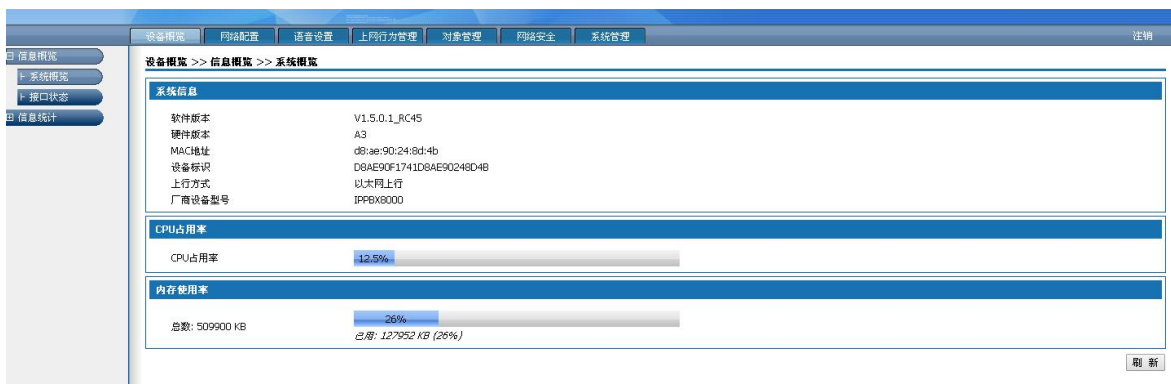 设备概览 网络配置 语音设置 上网行为管理 对象管理 网络安全 系统管理 注销
信息概览
系统概览
接口状态
信息统计
设备概览 >> 信息概览 >> 系统概览
系统信息
软件版本 V1.5.0.1_RC45
硬件版本 A3
MAC地址 d8:ae:90:24:8d:4b
设备标识 D8AE90F1741D8AE90248D4B
上行方式 以太网上行
厂商设备型号 IPPBX8000
CPU占用率
CPU占用率 12.5%
内存使用率
总数: 509900 KB 26%
己用: 127952 KB (26%)
刷 新